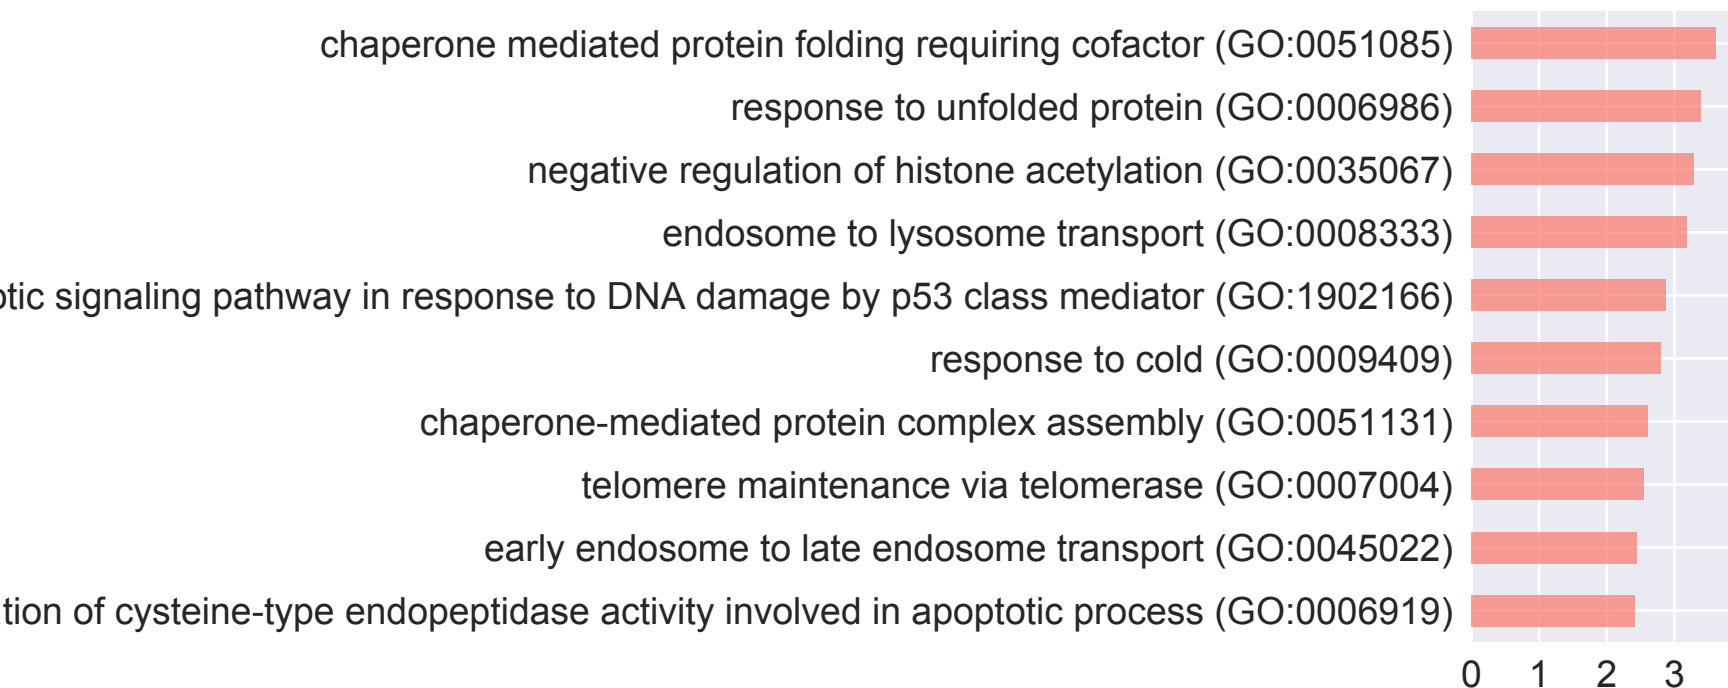 chaperone mediated protein folding requiring cofactor (GO:0051085)
response to unfolded protein (GO:0006986)
negative regulation of histone acetylation (GO:0035067)
endosome to lysosome transport (GO:0008333)
signaling pathway in response to DNA damage by p53 class mediator (GO:1902166)
response to cold (GO:0009409)
chaperone-mediated protein complex assembly (GO:0051131)
telomere maintenance via telomerase (GO:0007004)
early endosome to late endosome transport (GO:0045022)
tion of cysteine-type endopeptidase activity involved in apoptotic process (GO:0006919)
0 1 2 3